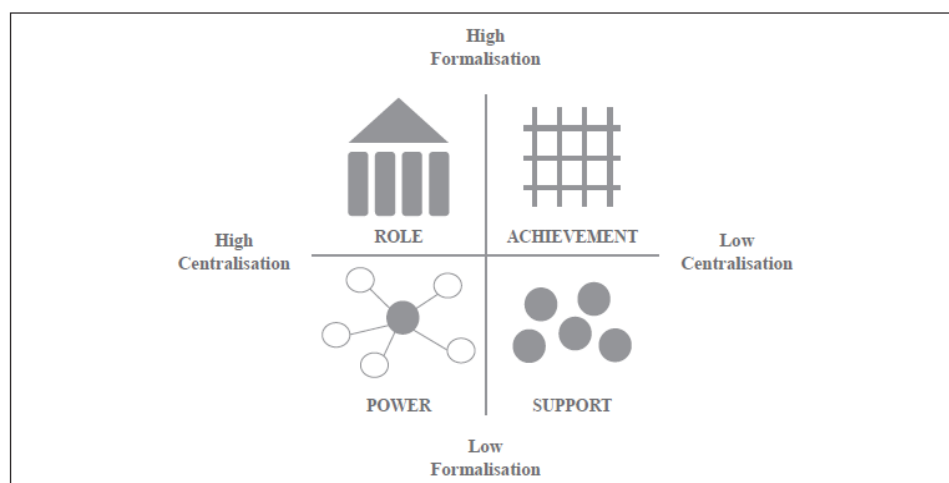 High
Formalisation
ROLE
ACHIEVEMENT
High
Centralisation
Low
Centralisation
POWER
SUPPORT
Low
Formalisation